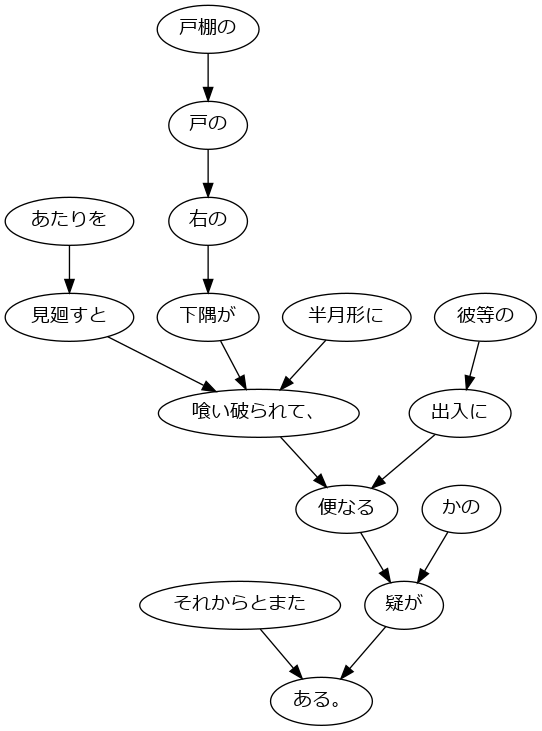 戸棚の
戸の
あたりを
右の
見廻すと
下隅が
半月形に
彼等の
喰い破られて、
出入に
便なる
かの
それからとまた
疑が
ある。